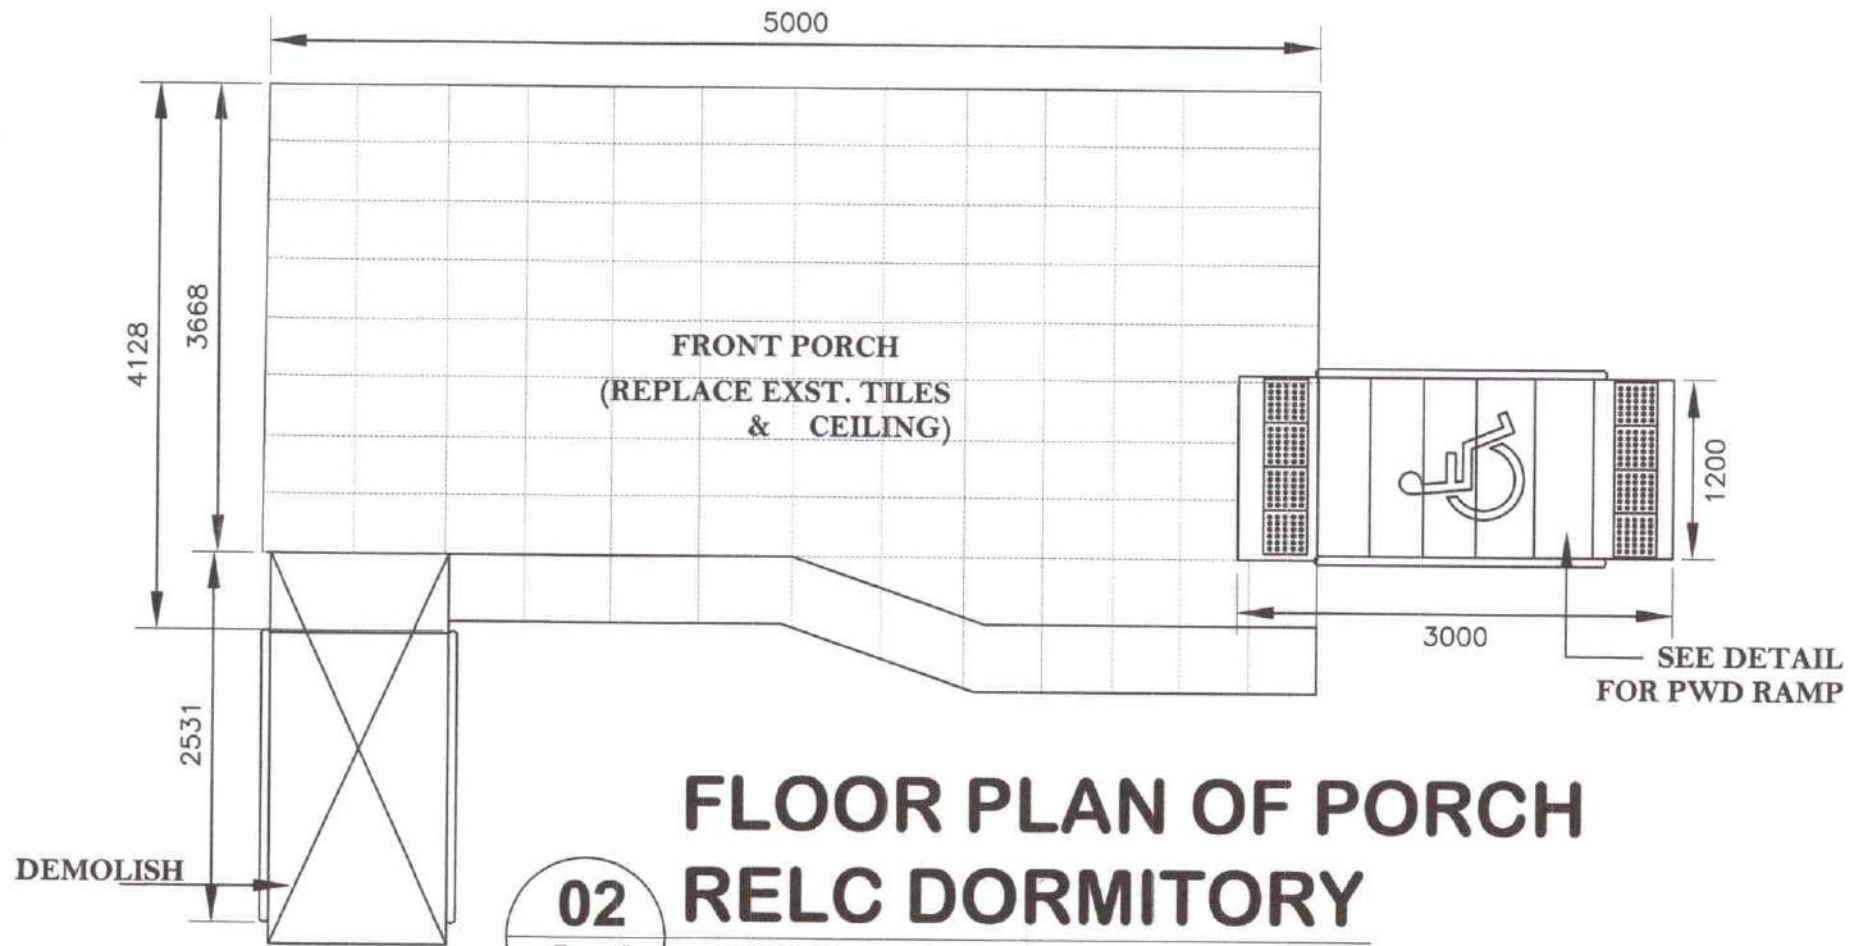 5000
4128
3668
FRONT PORCH
(REPLACE EXST. TILES
& CEILING)
1200
3000
SEE DETAIL
FOR PWD RAMP
2531
DEMOLISH
02
FLOOR PLAN OF PORCH
RELC DORMITORY